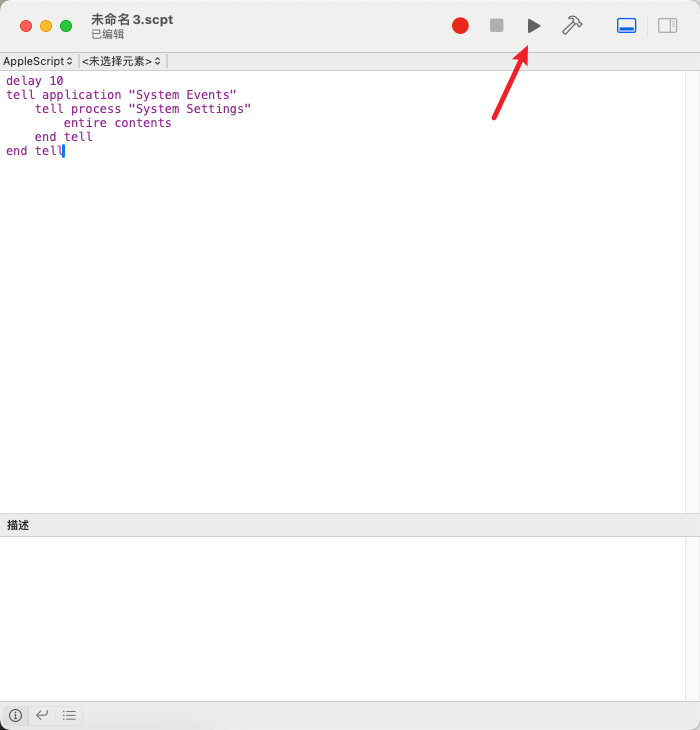 未命名 3.scpt
已编辑
AppleScript <未选择元素>
delay 10
tell application "System Events"
    tell process "System Settings"
        entire contents
    end tell
end tell
描述